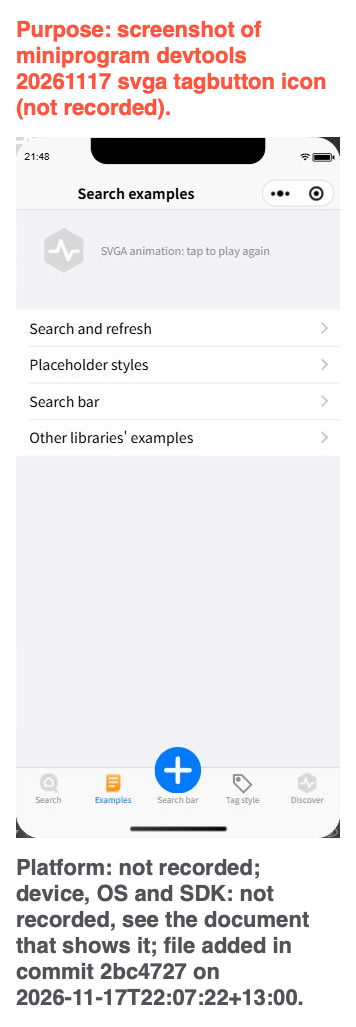 Purpose: screenshot of
miniprogram devtools
20261117 svga tagbutton icon
(not recorded).
21:48
Search examples
SVGA animation: tap to play again
Search and refresh
Placeholder styles
Search bar
Other libraries' examples
Search Examples Search bar Tag style Discover
Platform: not recorded;
device, OS and SDK: not
recorded, see the document
that shows it; file added in
commit 2bc4727 on
2026-11-17T22:07:22+13:00.